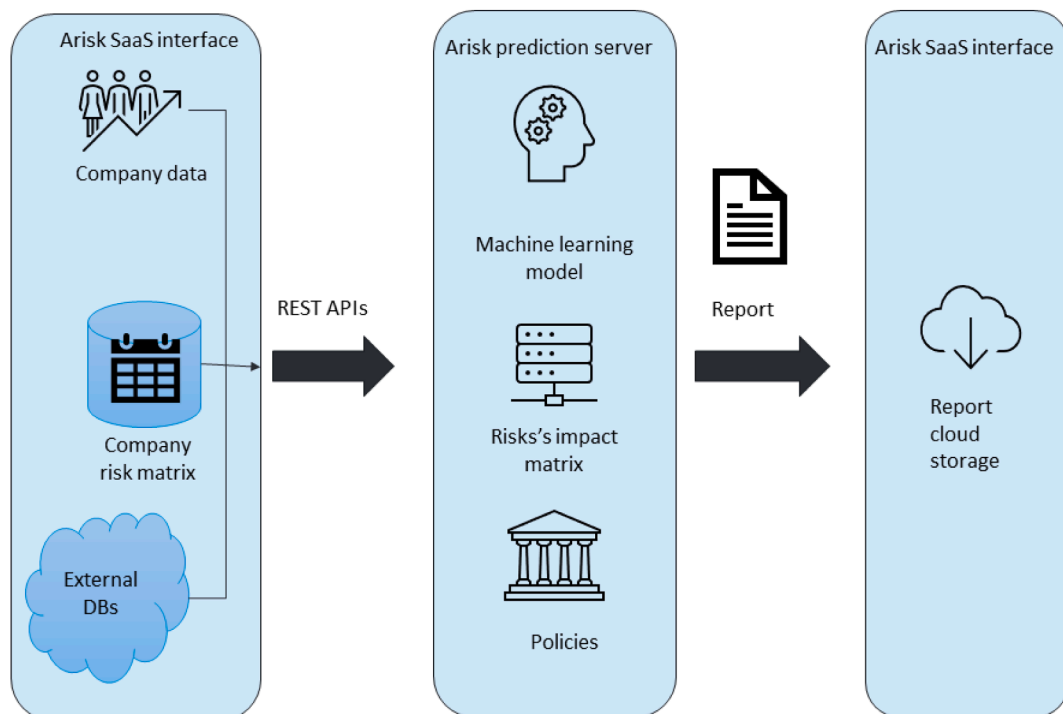 Arisk SaaS interface
Company data
Company
risk matrix
External
DBs
REST APIs
Arisk prediction server
Machine learning
model
Risks's impact
matrix
Policies
Report
Arisk SaaS interface
Report
cloud
storage